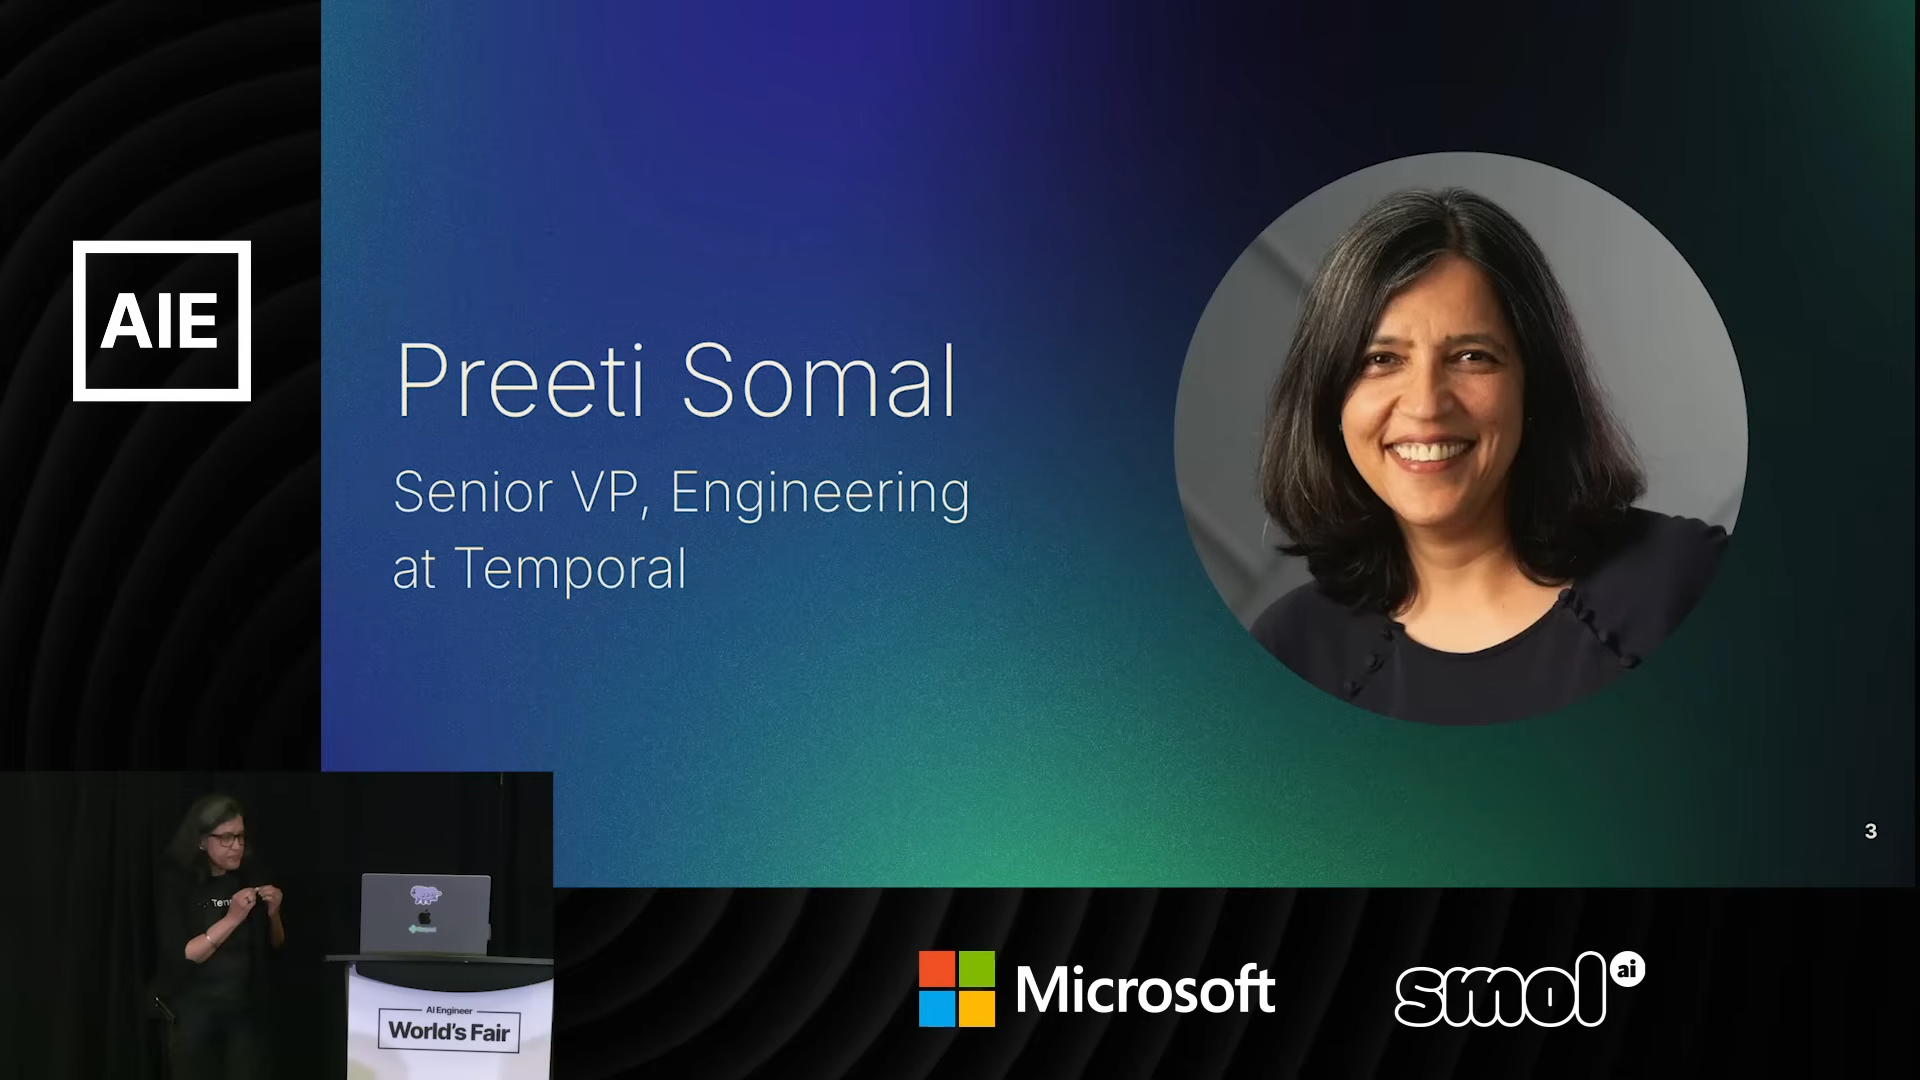 AIE
Preeti Somal
Senior VP, Engineering
at Temporal
3
AI Engineer
World's Fair
Microsoft
smol ai